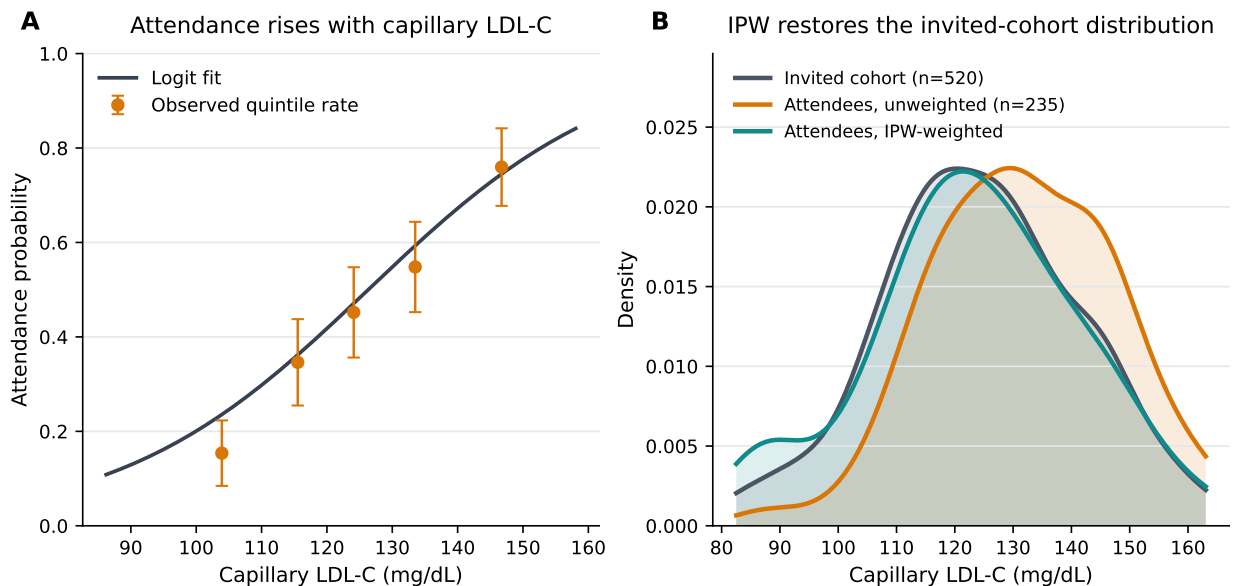 A
Attendance rises with capillary LDL-C
Logit fit
Observed quintile rate
Attendance probability
1.0
0.8
0.6
0.4
0.2
0.0
90 100 110 120 130 140 150 160
Capillary LDL-C (mg/dL)
B
IPW restores the invited-cohort distribution
Invited cohort (n=520)
Attendees, unweighted (n=235)
Attendees, IPW-weighted
Density
0.025
0.020
0.015
0.010
0.005
0.000
80 90 100 110 120 130 140 150 160
Capillary LDL-C (mg/dL)